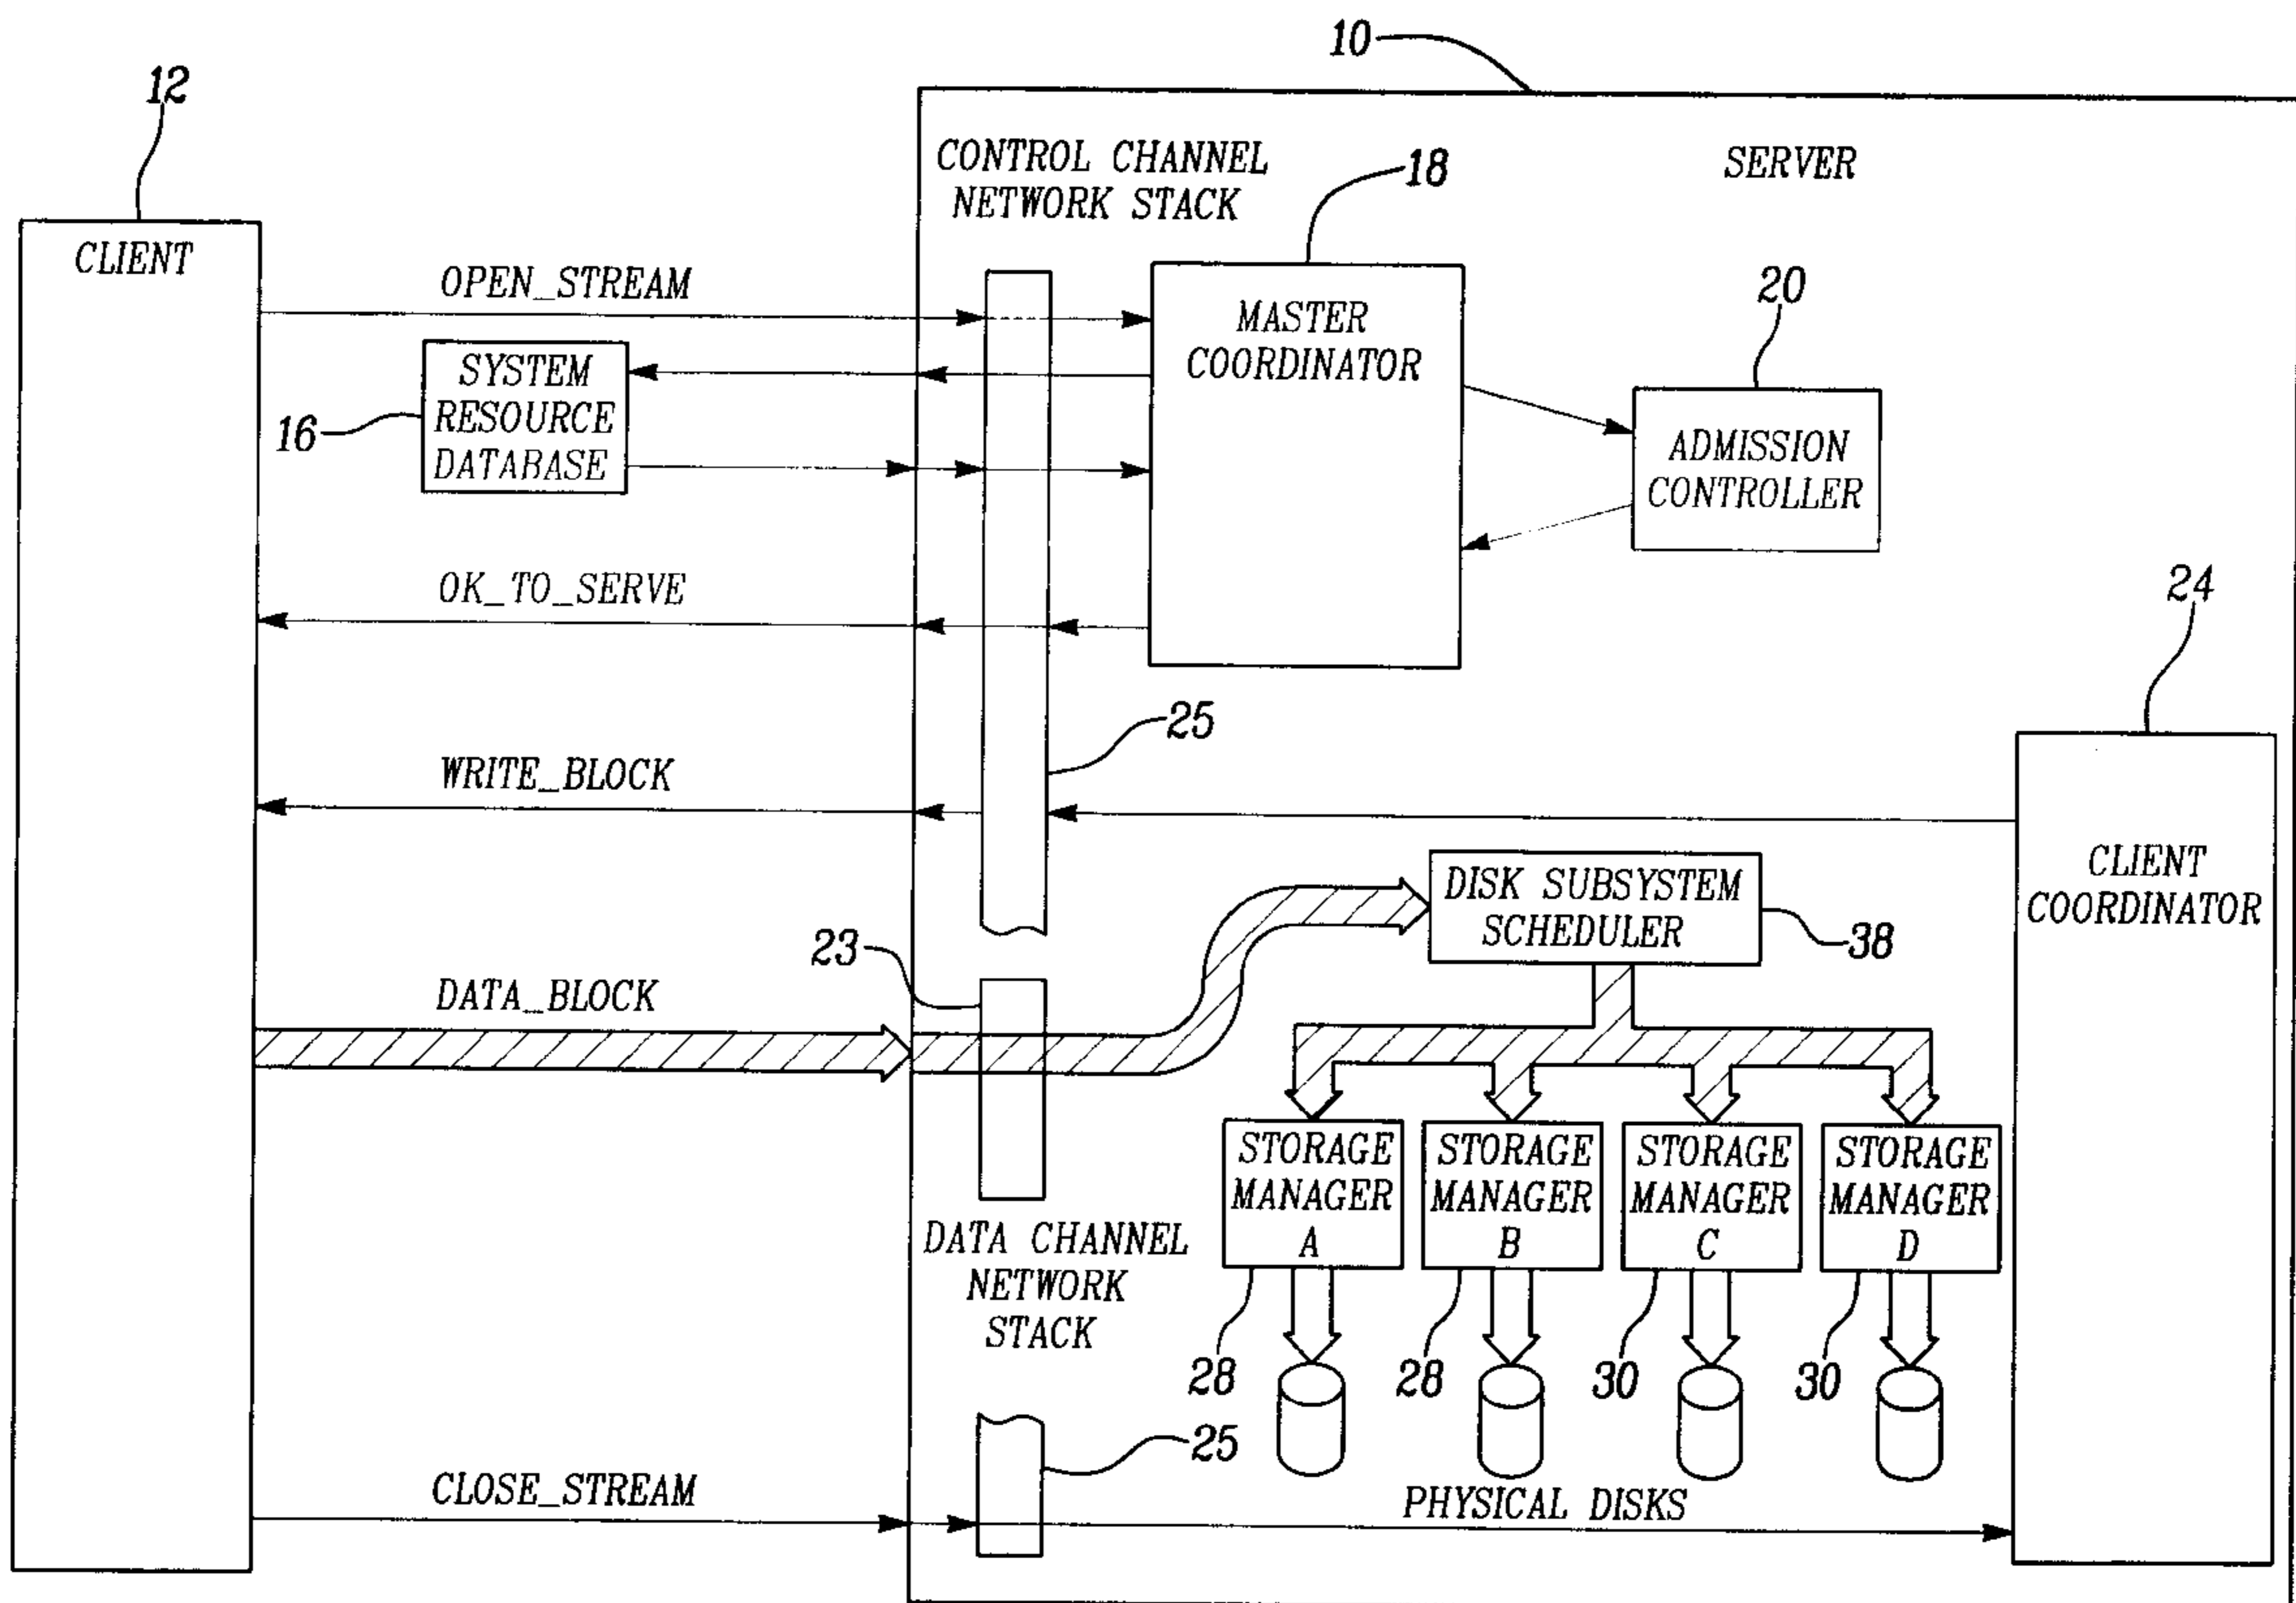 10
12
CONTROL CHANNEL
NETWORK STACK
18
SERVER
CLIENT
OPEN_STREAM
MASTER
COORDINATOR
20
SYSTEM
RESOURCE
DATABASE
16
ADMISSION
CONTROLLER
OK_TO_SERVE
24
25
WRITE_BLOCK
CLIENT
COORDINATOR
DISK SUBSYSTEM
SCHEDULER
38
23
DATA_BLOCK
STORAGE
MANAGER
A
STORAGE
MANAGER
B
STORAGE
MANAGER
C
STORAGE
MANAGER
D
DATA CHANNEL
NETWORK
STACK
28
28
30
30
25
CLOSE_STREAM
PHYSICAL DISKS